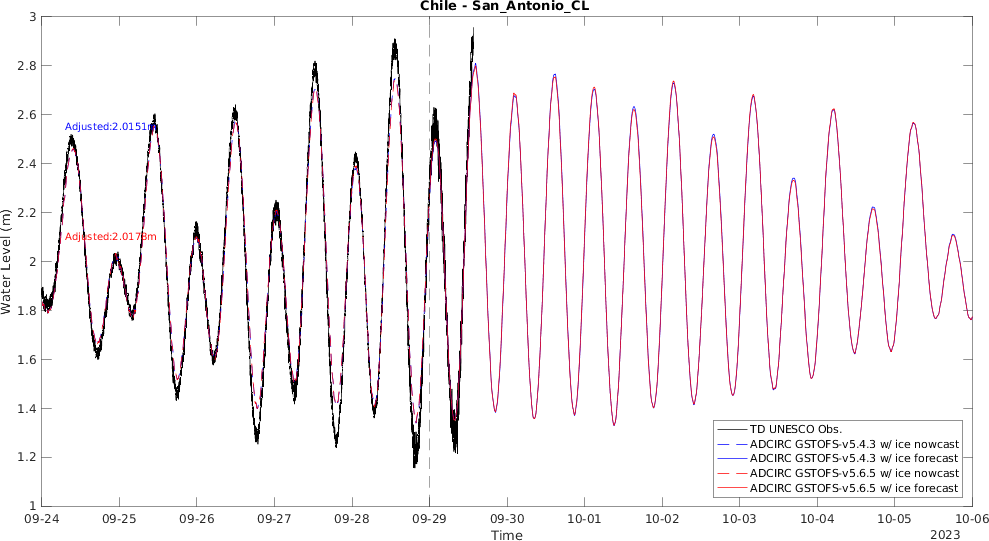 Chile - San_Antonio_CL
Water Level (m)
3
2.8
2.6
2.4
2.2
2
1.8
1.6
1.4
1.2
1
Adjusted:2.0151m
Adjusted:2.0178m
TD UNESCO Obs.
ADCIRC GSTOFS-v5.4.3 w/ ice nowcast
ADCIRC GSTOFS-v5.4.3 w/ ice forecast
ADCIRC GSTOFS-v5.6.5 w/ ice nowcast
ADCIRC GSTOFS-v5.6.5 w/ ice forecast
09-24 09-25 09-26 09-27 09-28 09-29 09-30 10-01 10-02 10-03 10-04 10-05 10-06
Time
2023